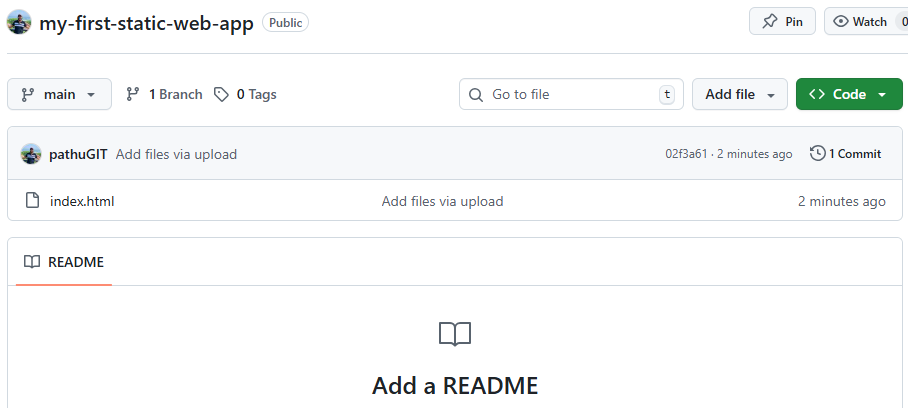 my-first-static-web-app Public Pin Watch 0
main 1 Branch 0 Tags Go to file t Add file Code
pathuGIT Add files via upload 02f3a61 · 2 minutes ago 1 Commit
index.html Add files via upload 2 minutes ago
README
Add a README